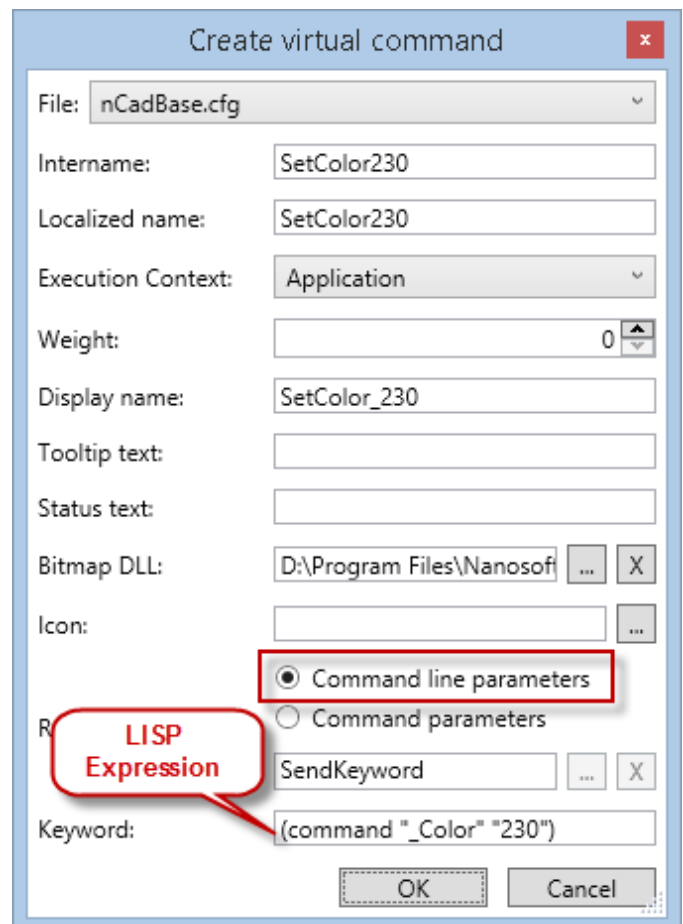 Create virtual command
x
File: nCadBase.cfg
Intername: SetColor230
Localized name: SetColor230
Execution Context: Application
Weight: 0
Display name: SetColor_230
Tooltip text:
Status text:
Bitmap DLL: D:\Program Files\Nanosoft ... X
Icon: ...
Command line parameters
Command parameters
R
LISP
Expression
SendKeyword ... X
Keyword: (command "_Color" "230")
OK Cancel